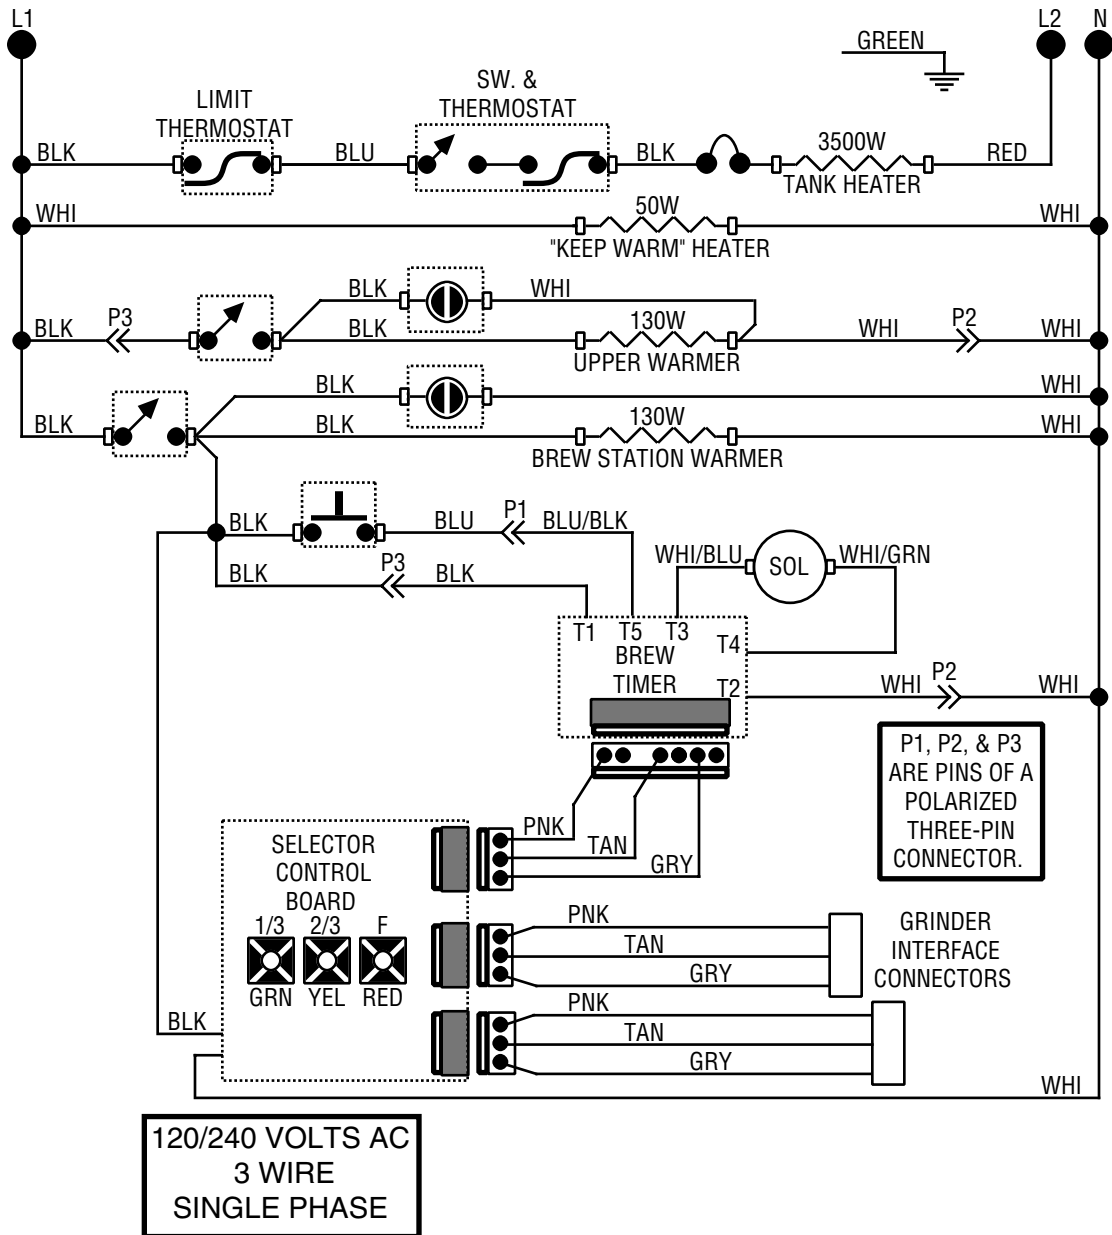 L1
L2
N
GREEN
SW. &
THERMOSTAT
LIMIT
THERMOSTAT
BLK
BLU
BLK
3500W
RED
TANK HEATER
WHI
50W
WHI
"KEEP WARM" HEATER
BLK
WHI
P3
BLK
BLK
130W
WHI
P2
WHI
UPPER WARMER
BLK
WHI
BLK
BLK
130W
WHI
BREW STATION WARMER
BLK
BLU
P1
BLU/BLK
WHI/BLU
SOL
WHI/GRN
BLK
P3
BLK
T1
T5
T3
T4
BREW
TIMER
T2
WHI
P2
WHI
P1, P2, & P3
ARE PINS OF A
POLARIZED
THREE-PIN
CONNECTOR.
PNK
TAN
GRY
SELECTOR
CONTROL
BOARD
1/3
2/3
F
GRN
YEL
RED
PNK
TAN
GRY
GRINDER
INTERFACE
CONNECTORS
PNK
TAN
GRY
BLK
WHI
120/240 VOLTS AC
3 WIRE
SINGLE PHASE